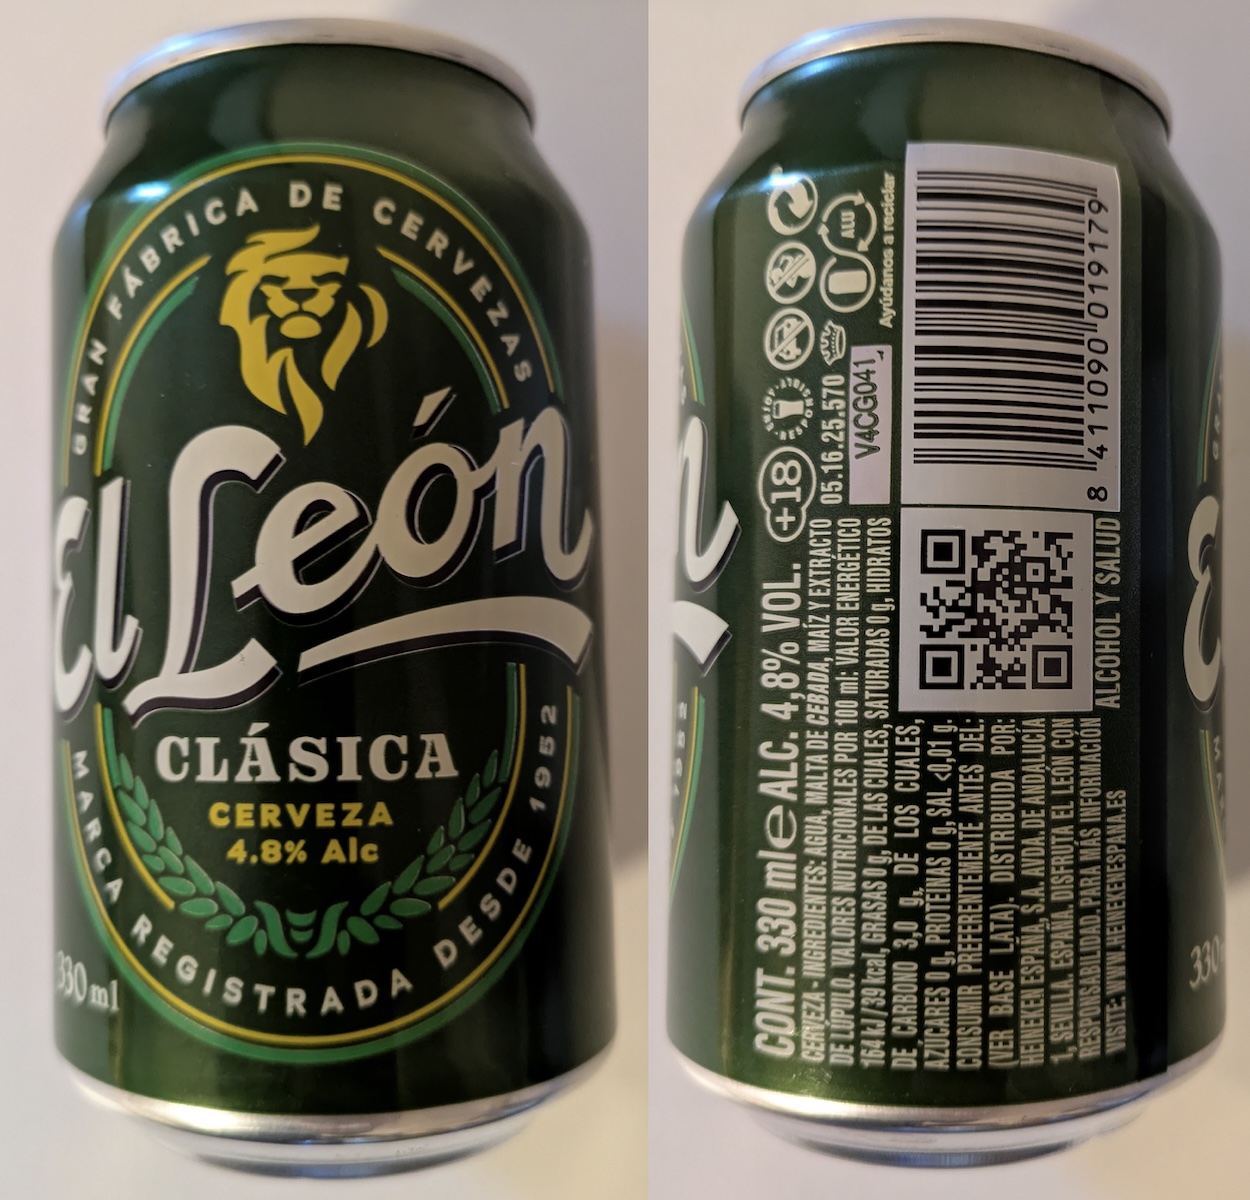 GRAN FÁBRICA DE CERVEZAS
El León
CLÁSICA
CERVEZA
4.8% Alc
MARCA REGISTRADA DESDE 1952
330 ml
CONT. 330 ml e ALC. 4,8% VOL.
CERVEZA - INGREDIENTES: AGUA, MALTA DE CEBADA, MAÍZ Y EXTRACTO
DE LÚPULO. VALORES NUTRICIONALES POR 100 ml: VALOR ENERGÉTICO
164 kJ / 39 kcal, GRASAS 0 g, DE LAS CUALES, SATURADAS 0 g, HIDRATOS
DE CARBONO 3,0 g, DE LOS CUALES,
AZÚCARES 0 g, PROTEÍNAS 0 g, SAL <0,01 g.
CONSUMIR PREFERENTEMENTE ANTES DEL:
(VER BASE LATA). DISTRIBUIDA POR:
HEINEKEN ESPAÑA, S.A. AVDA. DE ANDALUCÍA
1, SEVILLA. ESPAÑA. DISFRUTA EL LEÓN CON
RESPONSABILIDAD. PARA MÁS INFORMACIÓN
VISITE: WWW.HEINEKENESPANA.ES
ALCOHOL Y SALUD
+18
05.16.25.570
V4CG041
ALU
Ayúdanos a reciclar
8 411090 019179
330